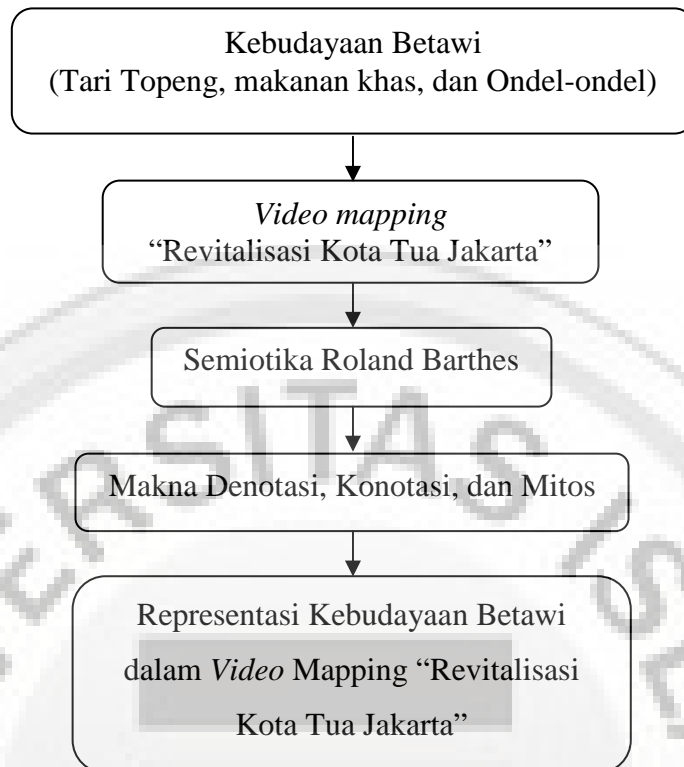 Kebudayaan Betawi
(Tari Topeng, makanan khas, dan Ondel-ondel)
Video mapping
“Revitalisasi Kota Tua Jakarta”
Semiotika Roland Barthes
Makna Denotasi, Konotasi, dan Mitos
Representasi Kebudayaan Betawi
dalam Video Mapping “Revitalisasi
Kota Tua Jakarta”